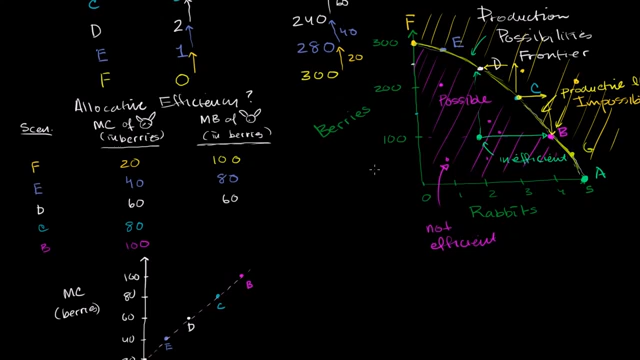 C
D 2 240 60
E 1 280 40
F 0 300 20
Allocative Efficiency?
Scen. MC of (in berries) MB of (in berries)
F 20 100
E 40 80
D 60 60
C 80
B 100
MC
(berries)
100
80
60
40
E
D
C
B
Production
Possibilities
Frontier
F
E
D
C
Possible
Impossible
B
inefficient
G
A
300
200
100
Berries
0 1 2 3 4 5
Rabbits
not
efficient